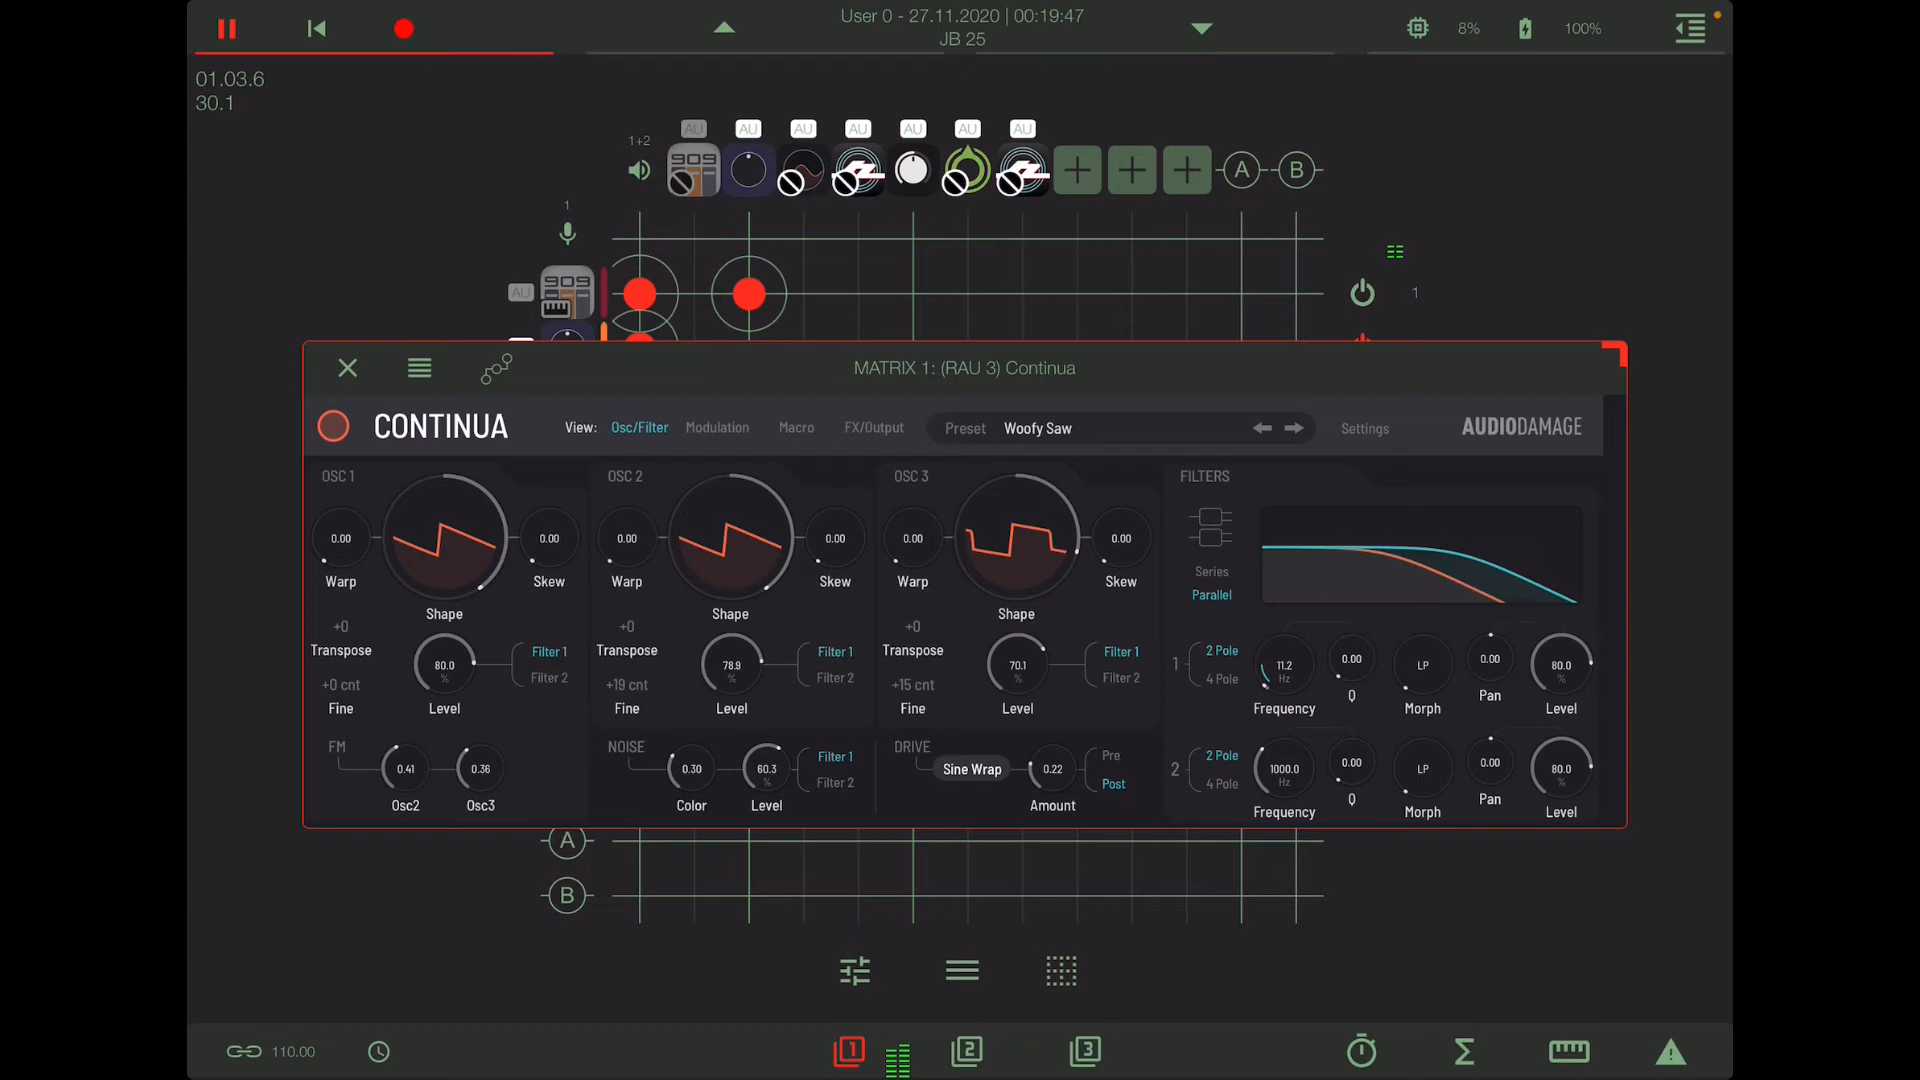 User 0 - 27.11.2020 | 00:19:47
JB 25
8%
100%
01.03.6
30.1
AU AU AU AU AU AU AU
1+2
909
A B
1
AU 909
1
MATRIX 1: (RAU 3) Continua
CONTINUA
View: Osc/Filter Modulation Macro FX/Output
Preset Woofy Saw
Settings
AUDIODAMAGE
OSC 1 OSC 2 OSC 3 FILTERS
0.00 0.00 0.00 0.00 0.00 0.00
Warp Skew Warp Skew Warp Skew
Series
Parallel
Shape Shape Shape
+0 +0 +0
Transpose Transpose Transpose
80.0 % 78.9 % 70.1 %
Filter 1 Filter 1 Filter 1
Filter 2 Filter 2 Filter 2
+0 cnt +19 cnt +15 cnt
Fine Level Fine Level Fine Level
1 2 Pole 4 Pole
11.2 Hz 0.00 LP 0.00 80.0 %
Frequency Q Morph Pan Level
FM NOISE DRIVE
0.41 0.36
Osc2 Osc3
0.30 60.3 %
Color Level
Filter 1
Filter 2
Sine Wrap 0.22
Amount
Pre
Post
2 2 Pole 4 Pole
1000.0 Hz 0.00 LP 0.00 80.0 %
Frequency Q Morph Pan Level
A
B
110.00
1 2 3